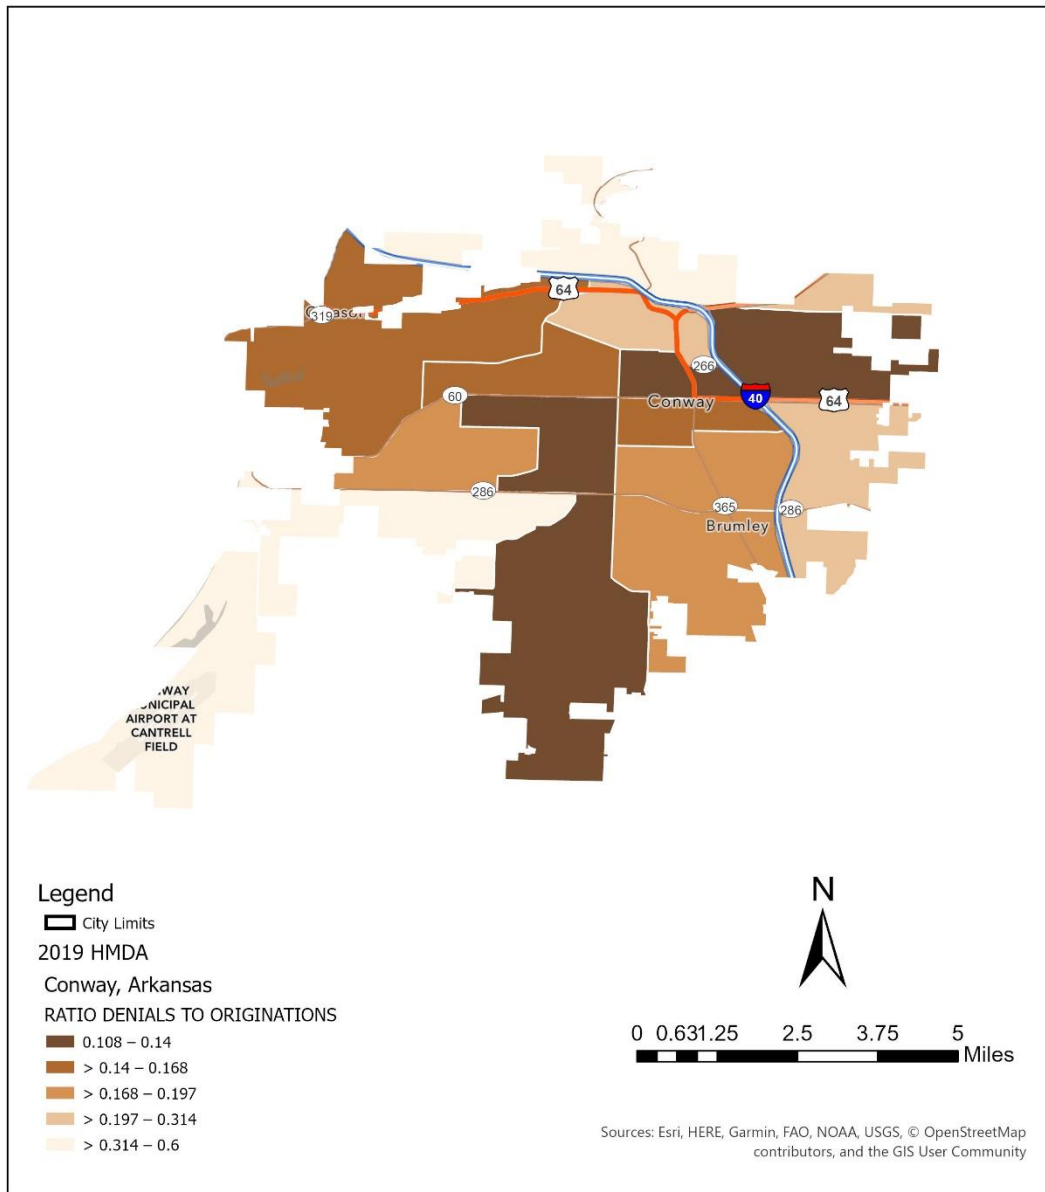 64
319
266
60
Conway
40
64
286
365
286
Brumley
AIRPORT AT
CANTRELL
FIELD
N
Legend
City Limits
2019 HMDA
Conway, Arkansas
RATIO DENIALS TO ORIGINATIONS
0.108 – 0.14
> 0.14 – 0.168
> 0.168 – 0.197
> 0.197 – 0.314
> 0.314 – 0.6
0 0.631.25 2.5 3.75 5
Miles
Sources: Esri, HERE, Garmin, FAO, NOAA, USGS, © OpenStreetMap
contributors, and the GIS User Community